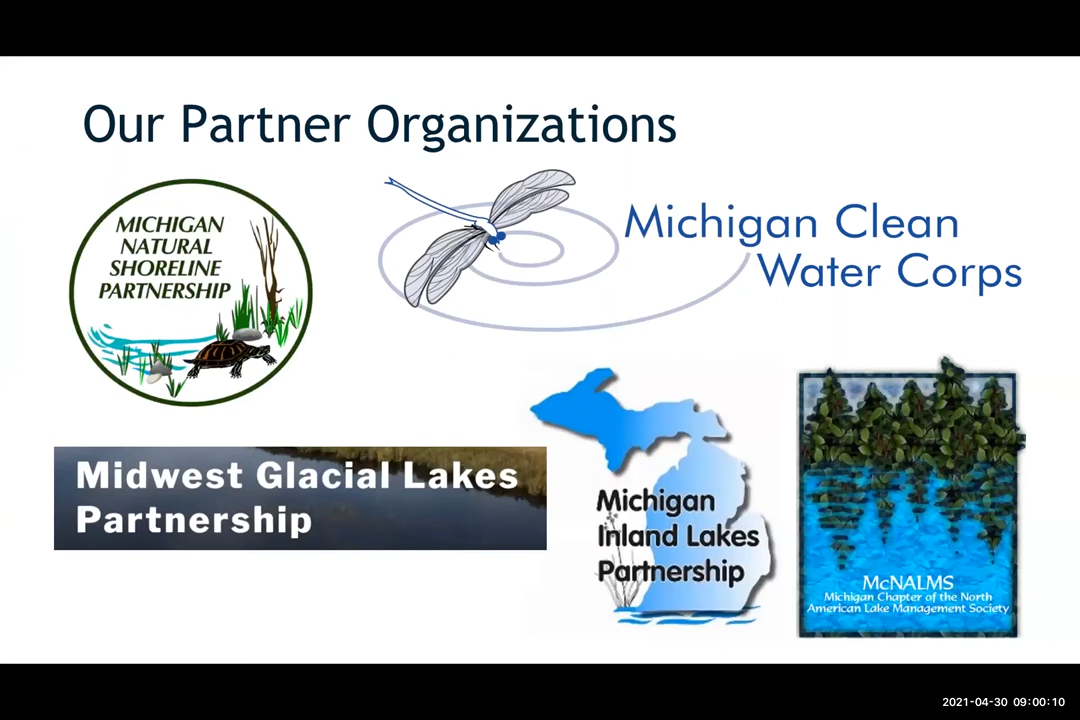 Our Partner Organizations
MICHIGAN
NATURAL
SHORELINE
PARTNERSHIP
Michigan Clean
Water Corps
Midwest Glacial Lakes
Partnership
Michigan
Inland Lakes
Partnership
McNALMS
Michigan Chapter of the North
American Lake Management Society
2021-04-30 09:00:10